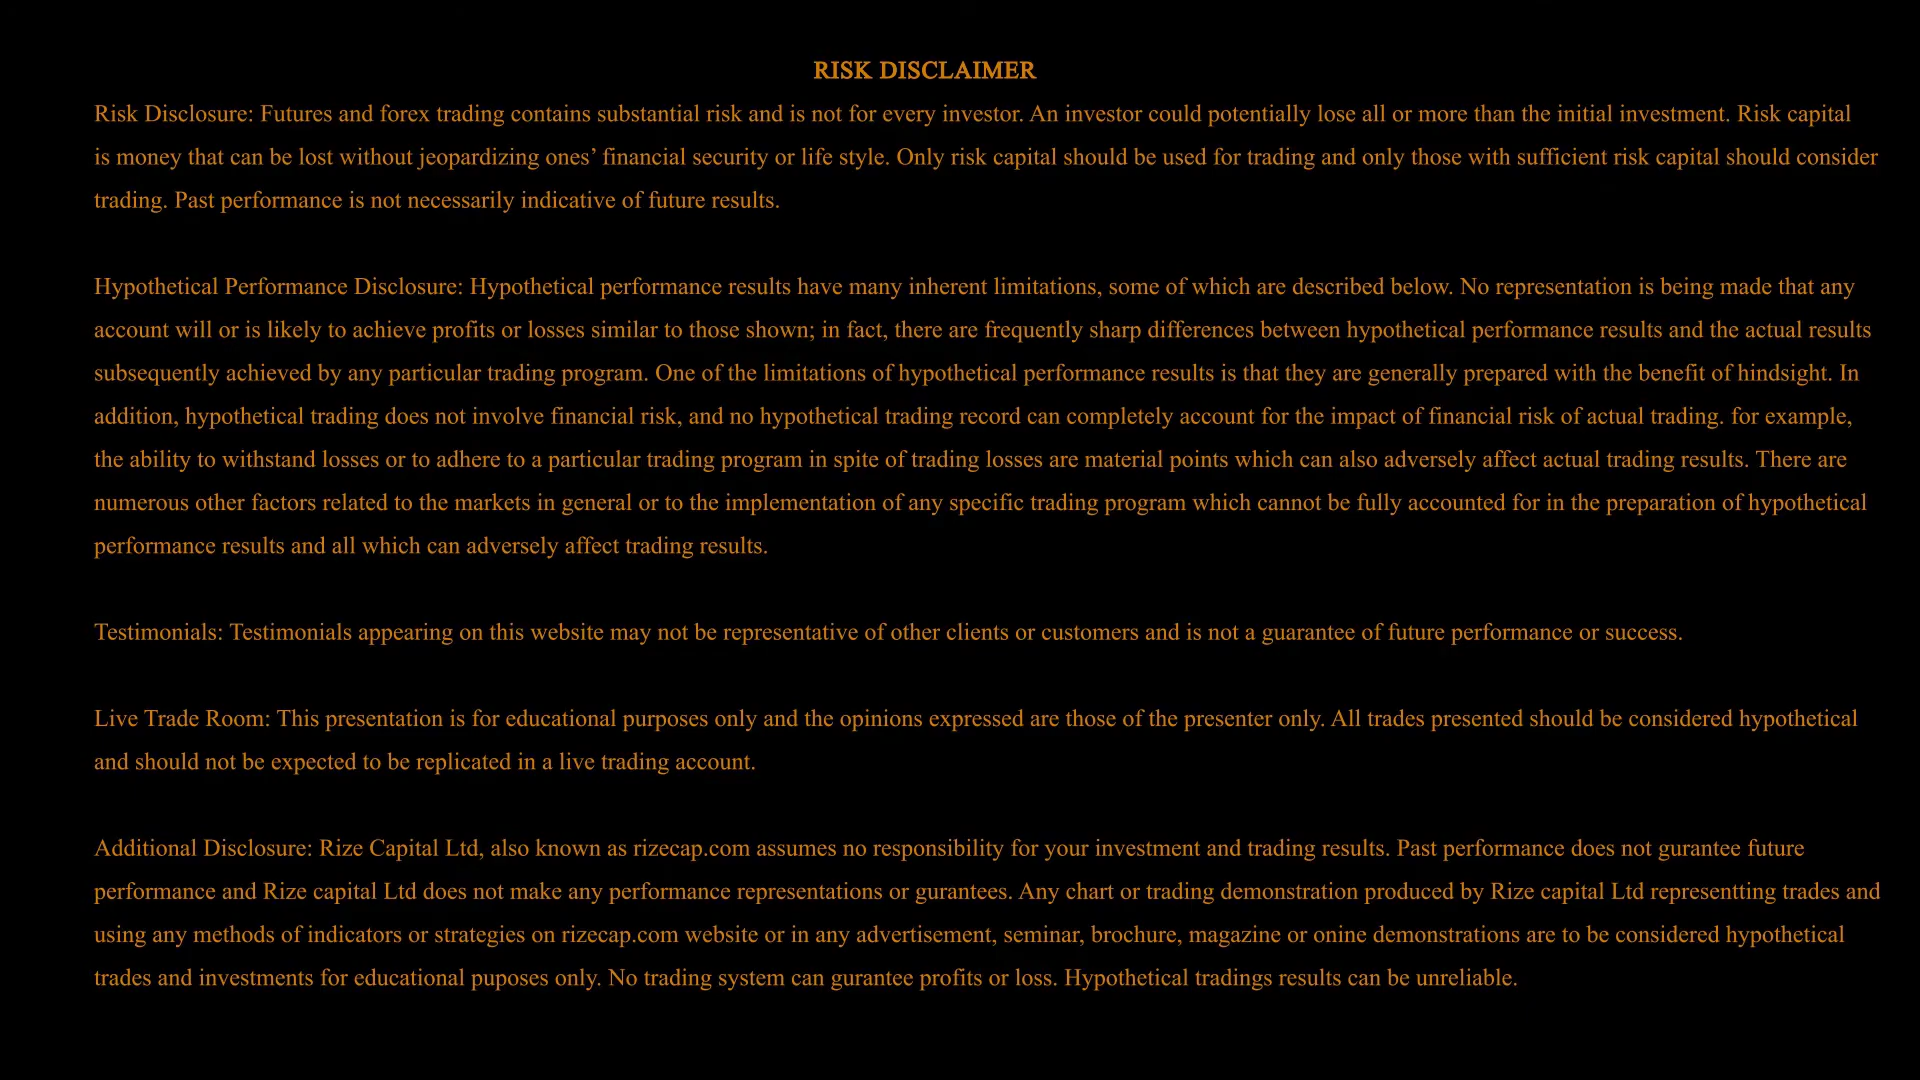 RISK DISCLAIMER
Risk Disclosure: Futures and forex trading contains substantial risk and is not for every investor. An investor could potentially lose all or more than the initial investment. Risk capital
is money that can be lost without jeopardizing ones’ financial security or life style. Only risk capital should be used for trading and only those with sufficient risk capital should consider
trading. Past performance is not necessarily indicative of future results.
Hypothetical Performance Disclosure: Hypothetical performance results have many inherent limitations, some of which are described below. No representation is being made that any
account will or is likely to achieve profits or losses similar to those shown; in fact, there are frequently sharp differences between hypothetical performance results and the actual results
subsequently achieved by any particular trading program. One of the limitations of hypothetical performance results is that they are generally prepared with the benefit of hindsight. In
addition, hypothetical trading does not involve financial risk, and no hypothetical trading record can completely account for the impact of financial risk of actual trading. for example,
the ability to withstand losses or to adhere to a particular trading program in spite of trading losses are material points which can also adversely affect actual trading results. There are
numerous other factors related to the markets in general or to the implementation of any specific trading program which cannot be fully accounted for in the preparation of hypothetical
performance results and all which can adversely affect trading results.
Testimonials: Testimonials appearing on this website may not be representative of other clients or customers and is not a guarantee of future performance or success.
Live Trade Room: This presentation is for educational purposes only and the opinions expressed are those of the presenter only. All trades presented should be considered hypothetical
and should not be expected to be replicated in a live trading account.
Additional Disclosure: Rize Capital Ltd, also known as rizecap.com assumes no responsibility for your investment and trading results. Past performance does not gurantee future
performance and Rize capital Ltd does not make any performance representations or gurantees. Any chart or trading demonstration produced by Rize capital Ltd representting trades and
using any methods of indicators or strategies on rizecap.com website or in any advertisement, seminar, brochure, magazine or onine demonstrations are to be considered hypothetical
trades and investments for educational puposes only. No trading system can gurantee profits or loss. Hypothetical tradings results can be unreliable.